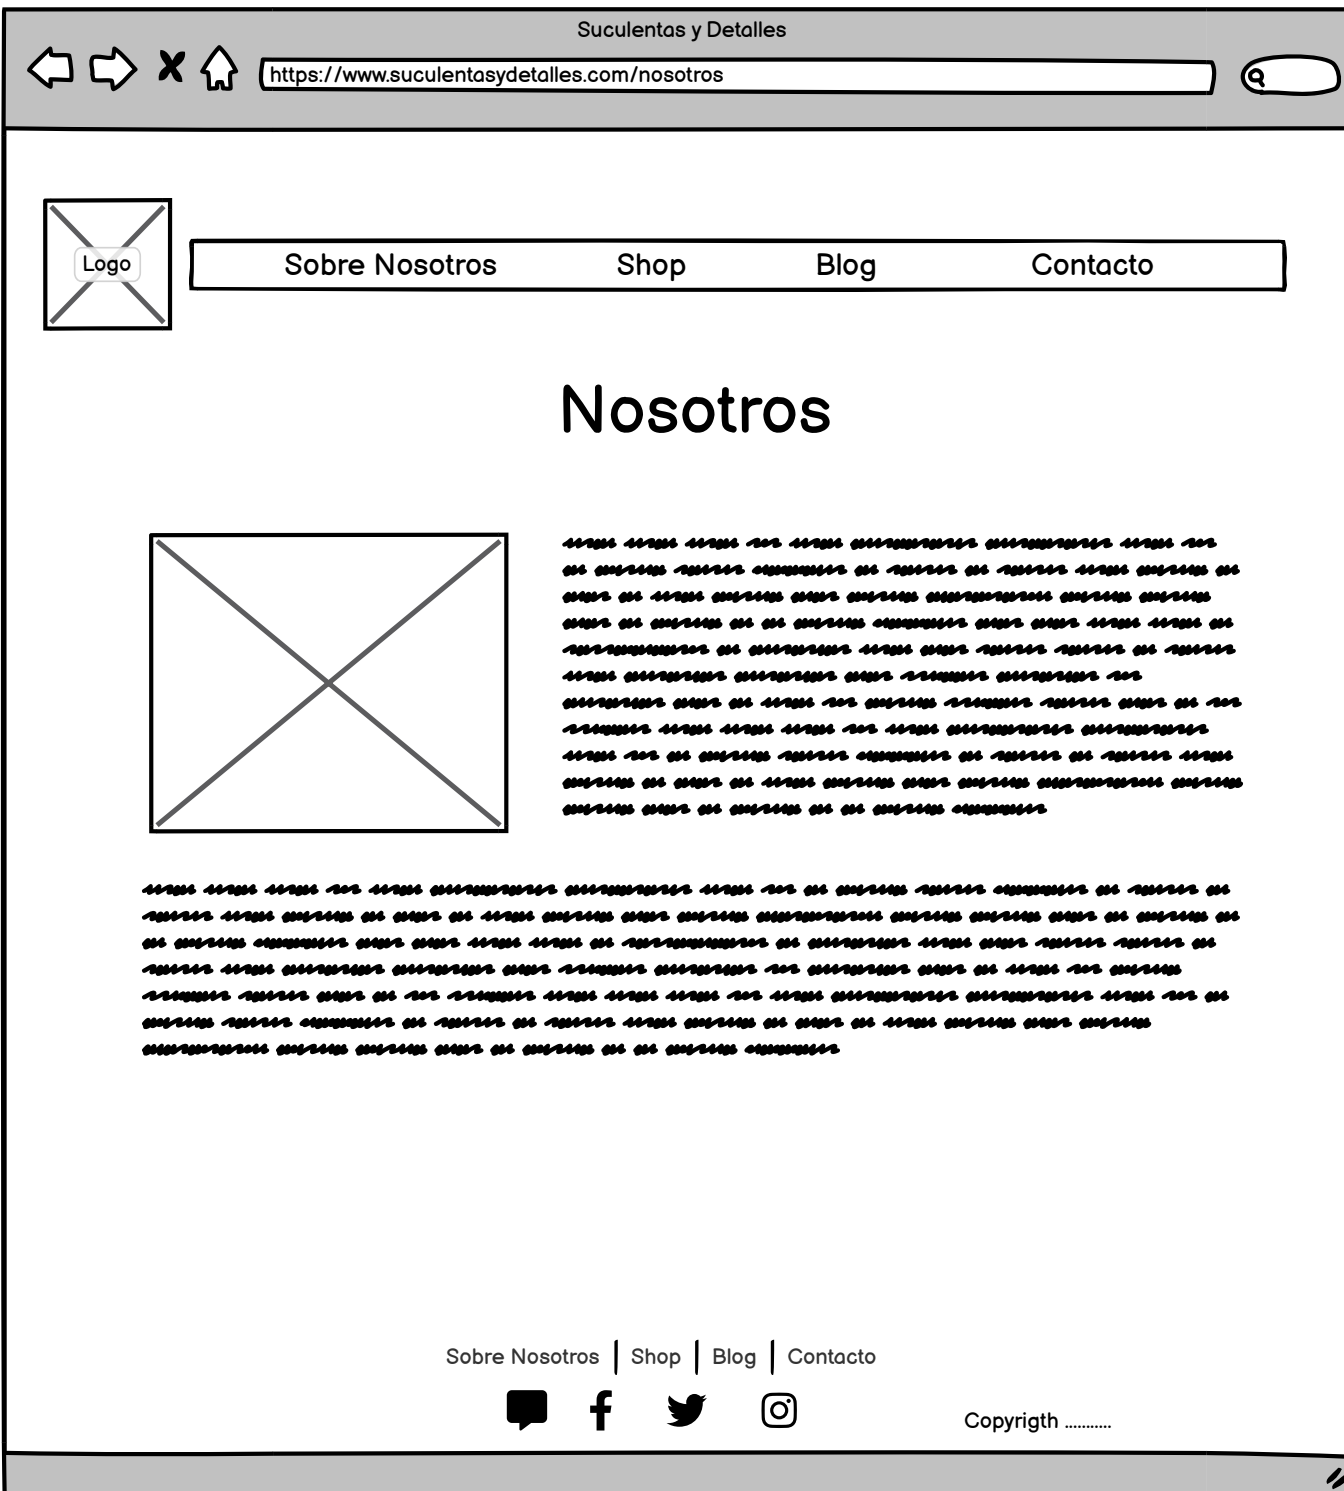 Suculentas y Detalles
https://www.suculentasydetalles.com/nosotros
Logo
Sobre Nosotros Shop Blog Contacto
Nosotros
Sobre Nosotros | Shop | Blog | Contacto
Copyrigth ...........